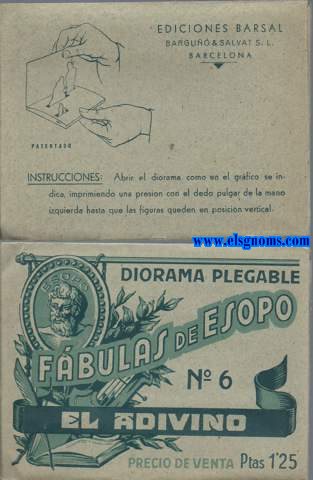 EDICIONES BARSAL
BARGUÑÓ & SALVAT S. L.
BARCELONA
PATENTADO
INSTRUCCIONES: Abrir el diorama como en el gráfico se in-
dica, imprimiendo una presion con el dedo pulgar de la mano
izquierda hasta que las figuras queden en posición vertical.
www.elsgnoms.com
DIORAMA PLEGABLE
ESOPO
FÁBULAS DE ESOPO
Nº 6
EL ADIVINO
PRECIO DE VENTA Ptas 1'25